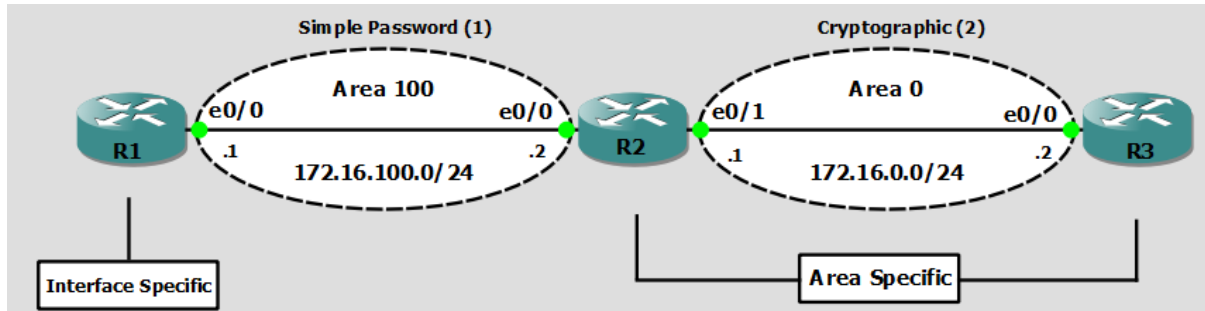 Simple Password (1)
Cryptographic (2)
Area 100
Area 0
e0/0
e0/0
e0/1
e0/0
R1
R2
R3
.1
.2
.1
.2
172.16.100.0/24
172.16.0.0/24
Interface Specific
Area Specific